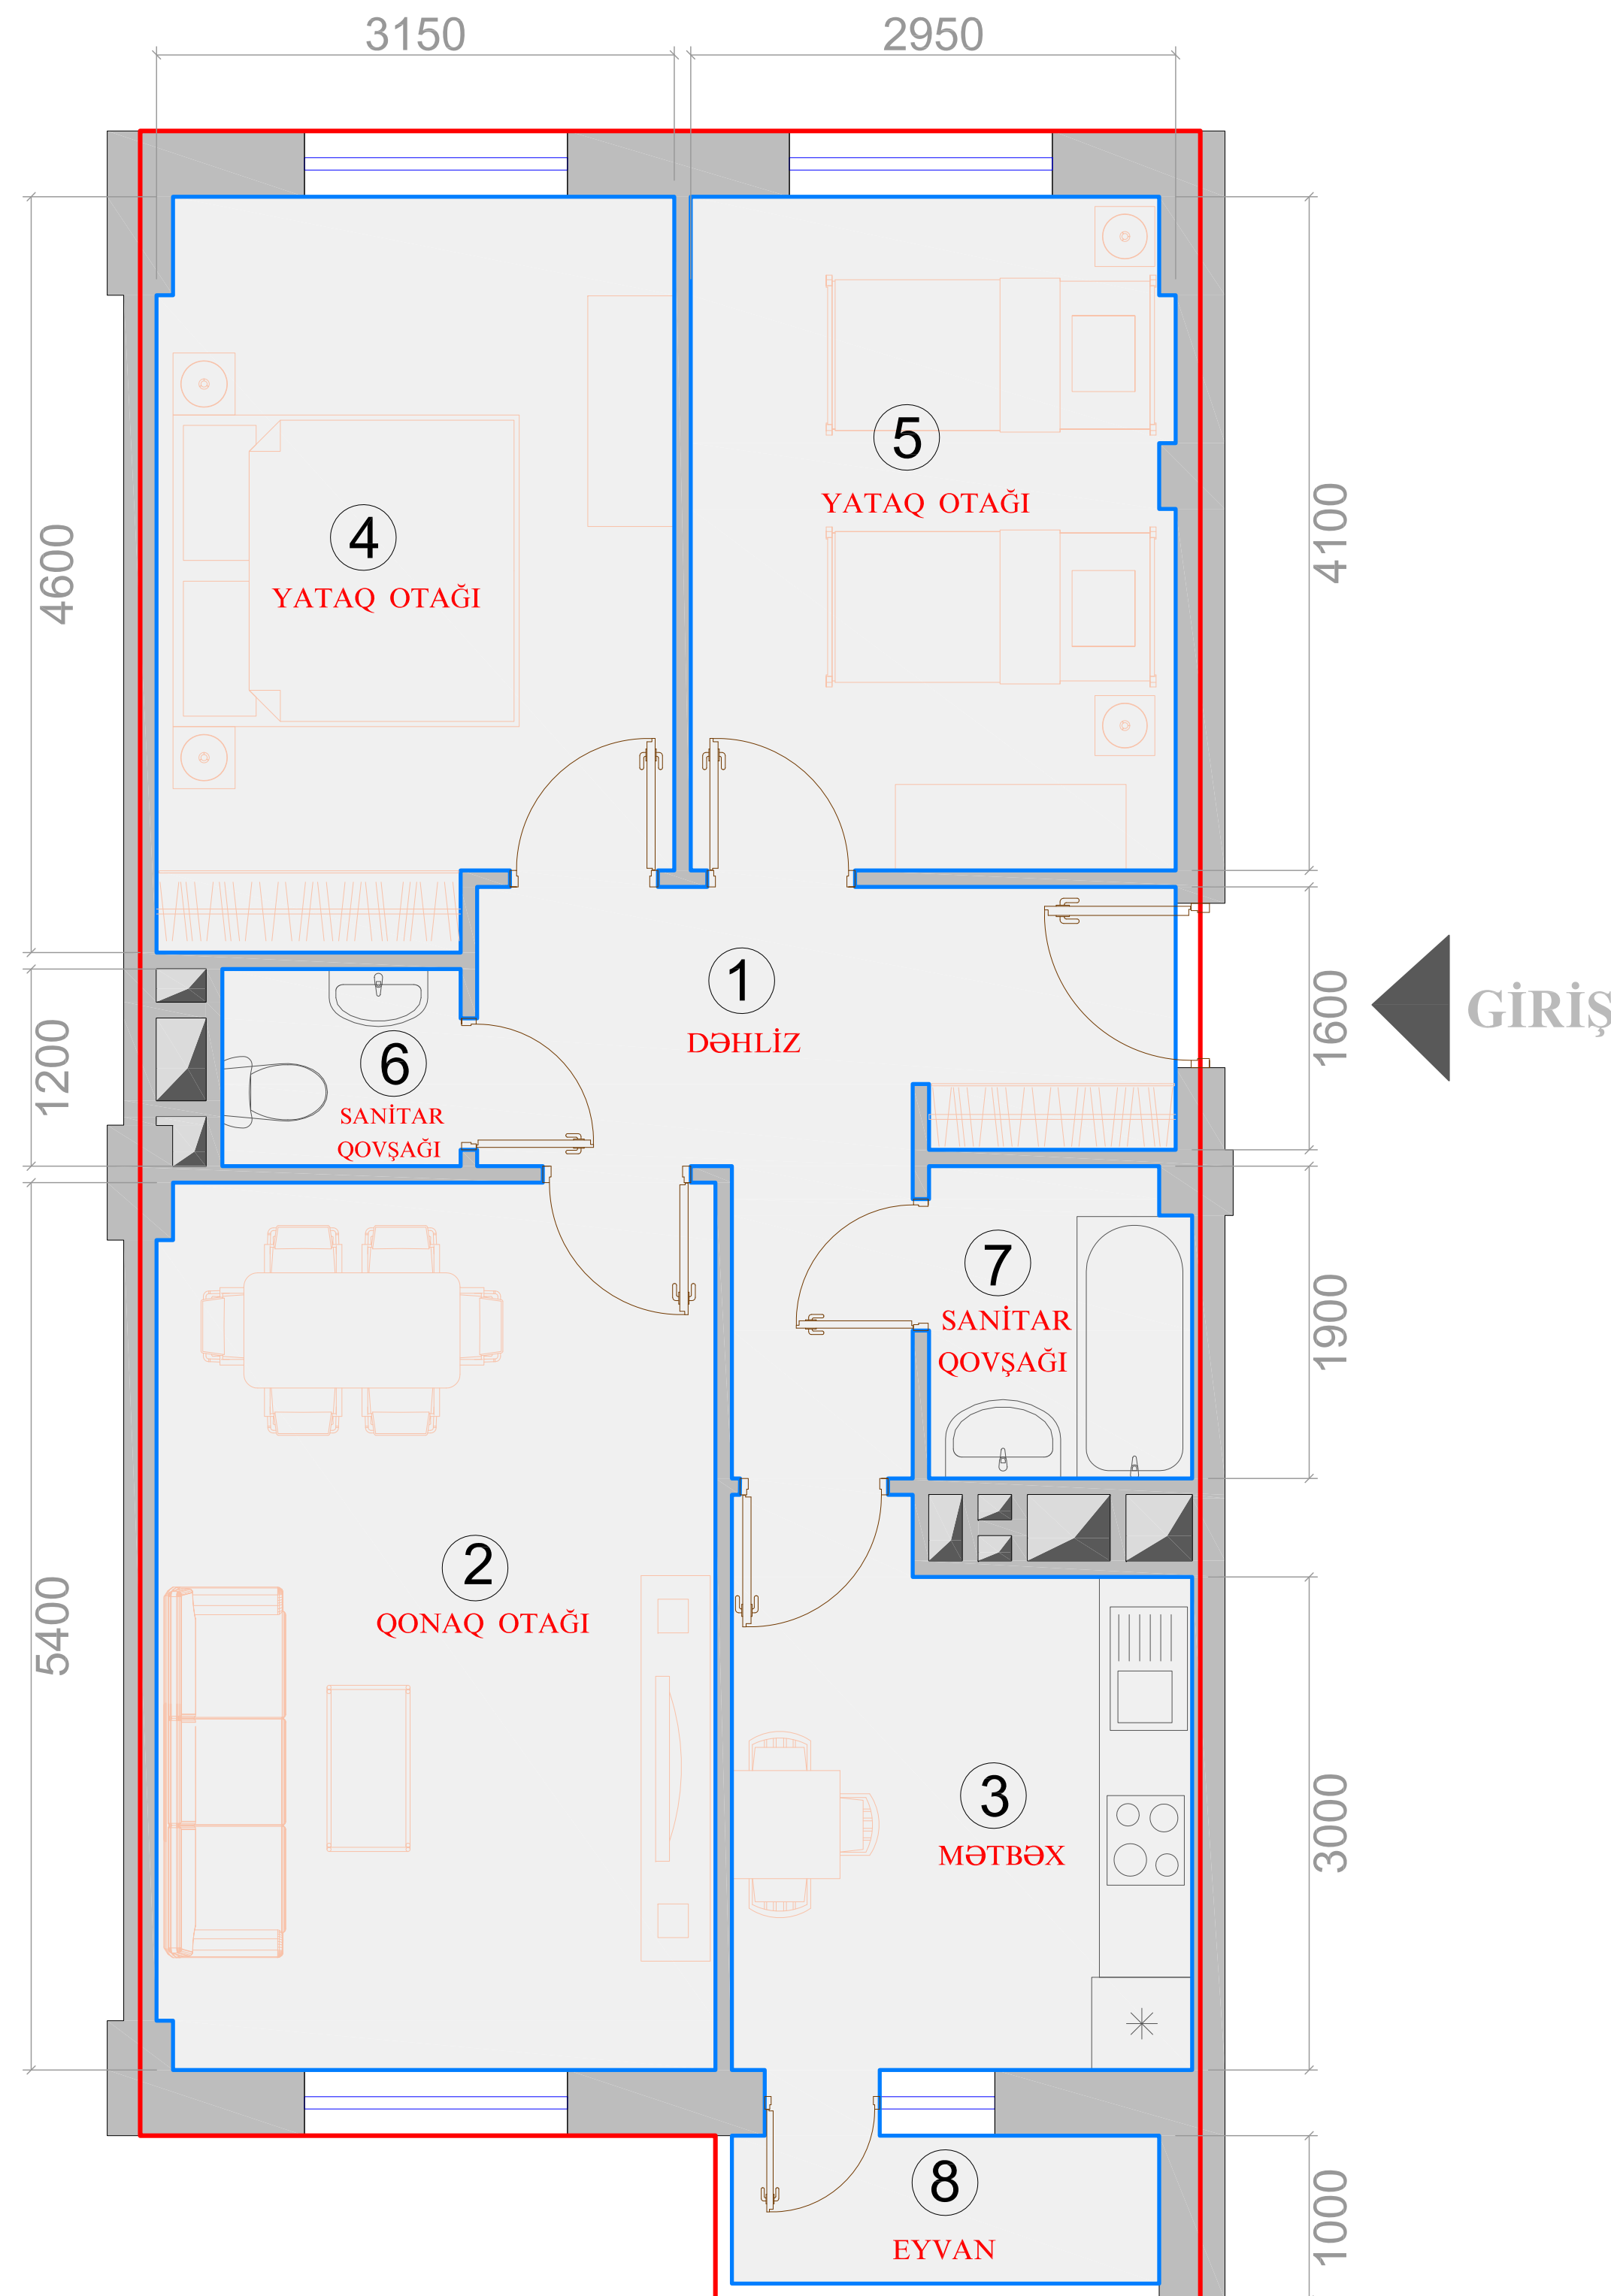 3150
2950
4600
4100
5
YATAQ OTAĞI
4
YATAQ OTAĞI
1
DƏHLİZ
1600
GİRİŞ
1200
6
SANİTAR
QOVŞAĞI
7
SANİTAR
QOVŞAĞI
1900
5400
2
QONAQ OTAĞI
3
MƏTBƏX
3000
8
EYVAN
1000